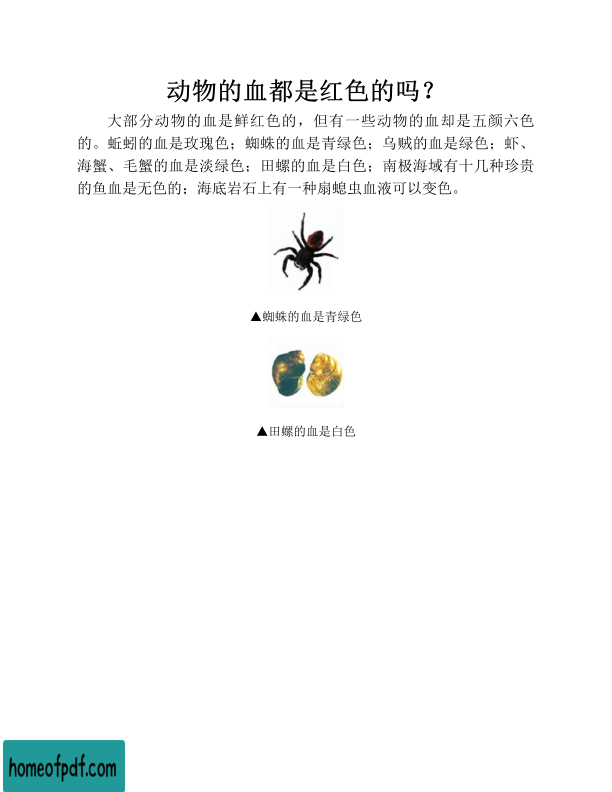 动物的血都是红色的吗？
大部分动物的血是鲜红色的，但有一些动物的血却是五颜六色
的。蚯蚓的血是玫瑰色；蜘蛛的血是青绿色；乌贼的血是绿色；虾、
海蟹、毛蟹的血是淡绿色；田螺的血是白色；南极海域有十几种珍贵
的鱼血是无色的；海底岩石上有一种扇螅虫血液可以变色。
▲蜘蛛的血是青绿色
▲田螺的血是白色
homeofpdf.com